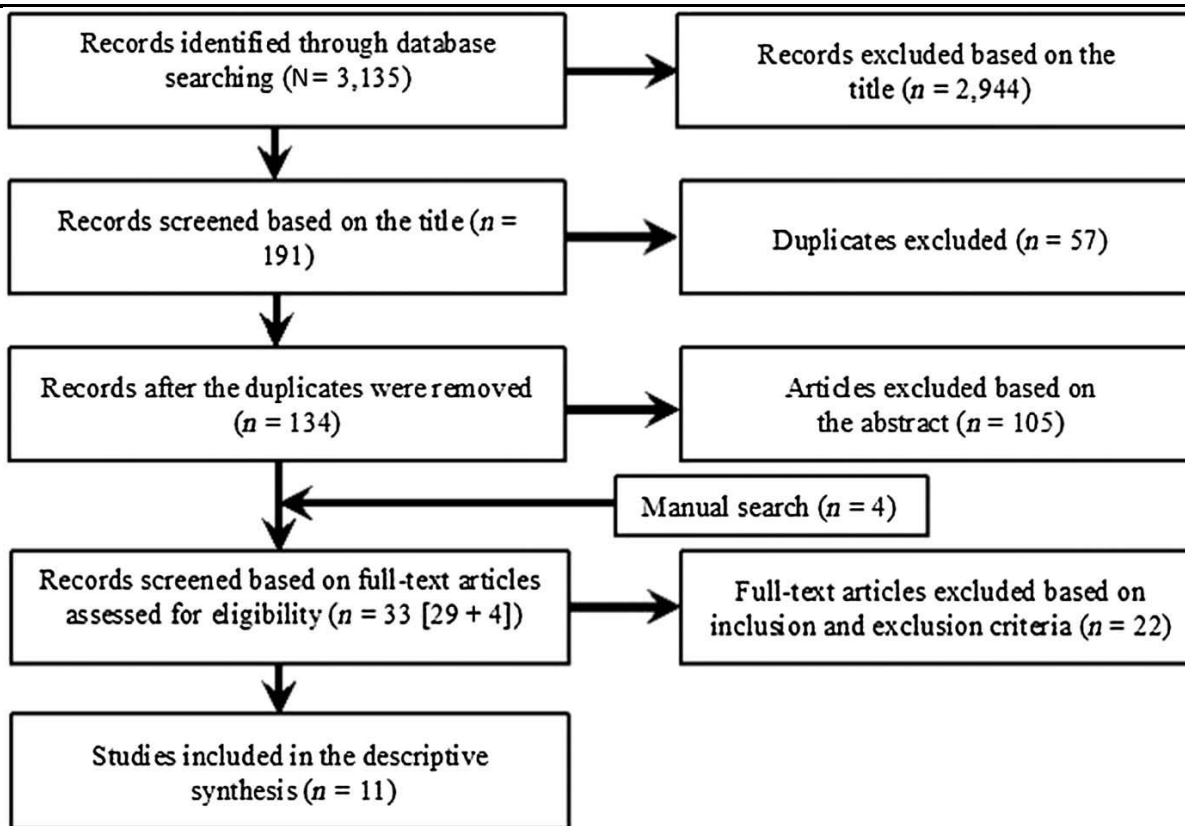 Records identified through database
searching (N = 3,135)
Records excluded based on the
title (n = 2,944)
Records screened based on the title (n =
191)
Duplicates excluded (n = 57)
Records after the duplicates were removed
(n = 134)
Articles excluded based on
the abstract (n = 105)
Manual search (n = 4)
Records screened based on full-text articles
assessed for eligibility (n = 33 [29 + 4])
Full-text articles excluded based on
inclusion and exclusion criteria (n = 22)
Studies included in the descriptive
synthesis (n = 11)